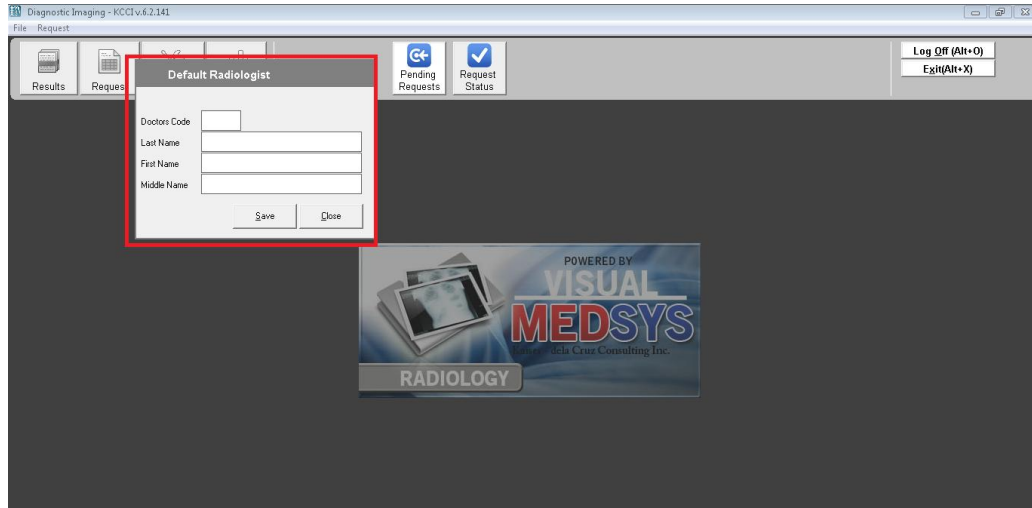 Diagnostic Imaging - KCCI v.6.2.141
File Request
Results
Request
Default Radiologist
Doctors Code
Last Name
First Name
Middle Name
Save Close
Pending
Requests
Request
Status
Log Off (Alt+O)
Exit(Alt+X)
POWERED BY
VISUAL
MEDSYS
dela Cruz Consulting Inc.
RADIOLOGY